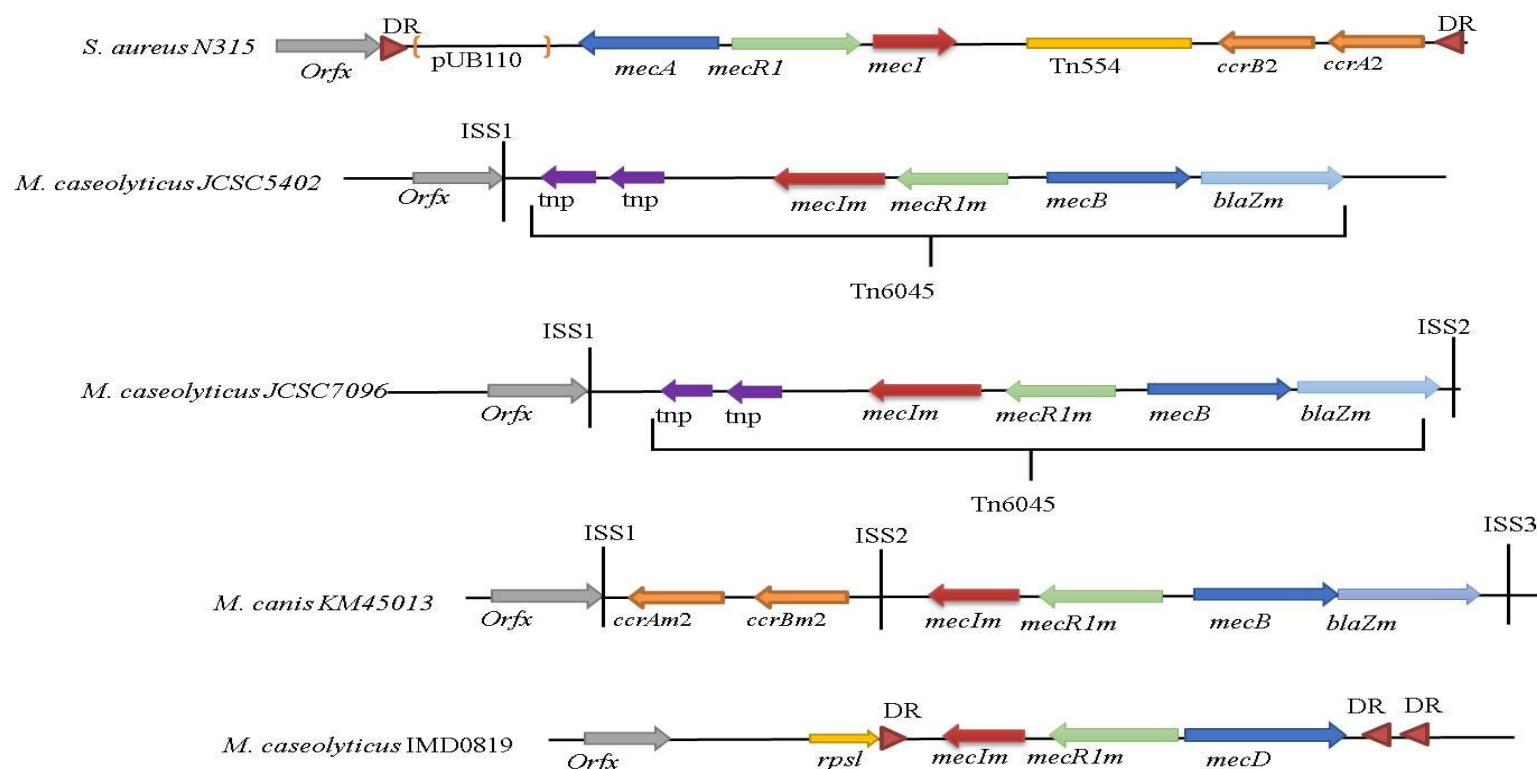 DR DR
S. aureus N315
Orfx pUB110 mecA mecR1 mecI Tn554 ccrB2 ccrA2
ISS1
M. caseolyticus JCSC5402
Orfx tnp tnp mecIm mecR1m mecB blaZm
Tn6045
ISS1 ISS2
M. caseolyticus JCSC7096
Orfx tnp tnp mecIm mecR1m mecB blaZm
Tn6045
ISS1 ISS2 ISS3
M. canis KM45013
Orfx ccrAm2 ccrBm2 mecIm mecR1m mecB blaZm
DR DR DR
M. caseolyticus IMD0819
Orfx rpsl mecIm mecR1m mecD